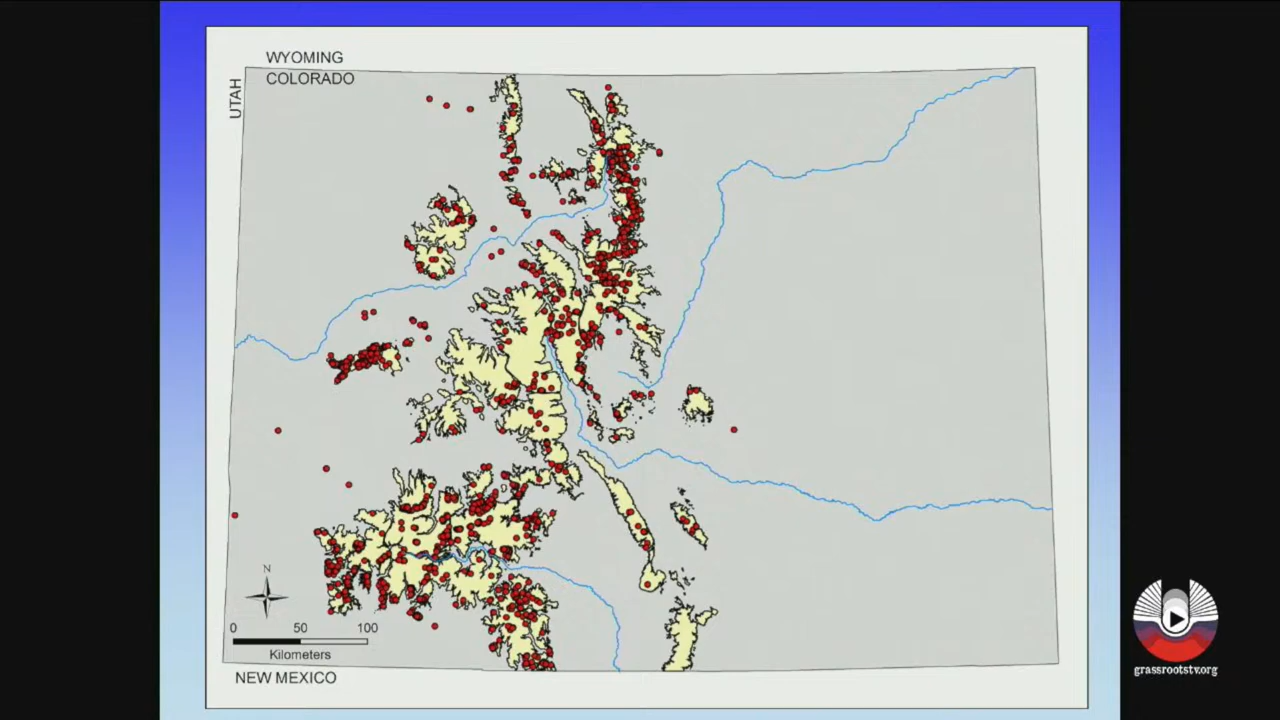 WYOMING
COLORADO
UTAH
N
0 50 100
Kilometers
NEW MEXICO
grassrootstv.org